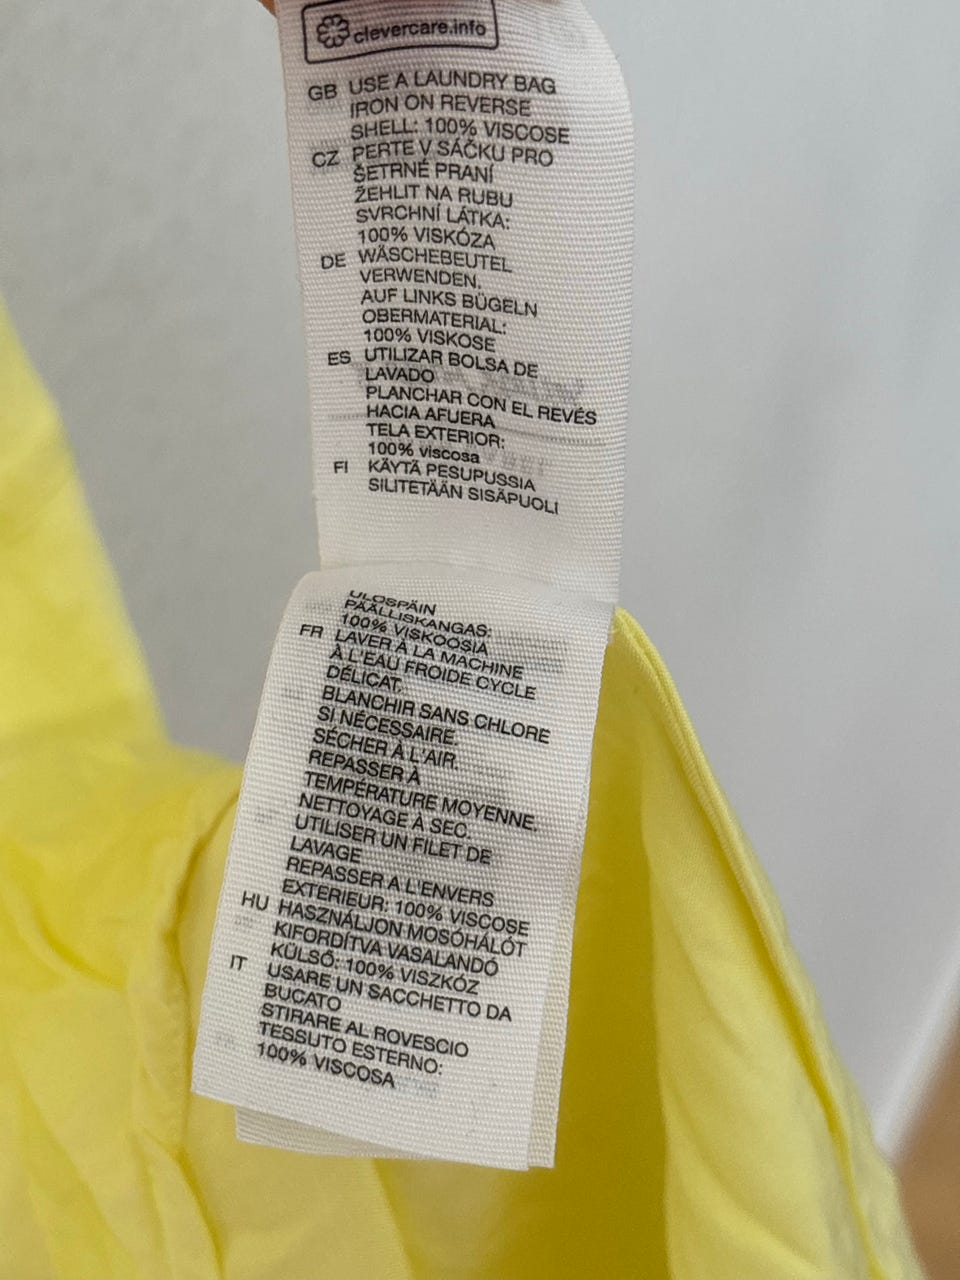 clevercare.info
GB USE A LAUNDRY BAG
IRON ON REVERSE
SHELL: 100% VISCOSE
CZ PERTE V SÁČKU PRO
ŠETRNÉ PRANÍ
ŽEHLIT NA RUBU
SVRCHNÍ LÁTKA:
100% VISKÓZA
DE WÄSCHEBEUTEL
VERWENDEN.
AUF LINKS BÜGELN
OBERMATERIAL:
100% VISKOSE
ES UTILIZAR BOLSA DE
LAVADO
PLANCHAR CON EL REVÉS
HACIA AFUERA
TELA EXTERIOR:
100% viscosa
FI KÄYTÄ PESUPUSSIA
SILITETÄÄN SISÄPUOLI
ULOSPÄIN
PÄÄLLISKANGAS:
100% VISKOOSIA
FR LAVER À LA MACHINE
À L'EAU FROIDE CYCLE
DÉLICAT.
BLANCHIR SANS CHLORE
SI NÉCESSAIRE
SÉCHER À L'AIR.
REPASSER À
TEMPÉRATURE MOYENNE.
NETTOYAGE À SEC.
UTILISER UN FILET DE
LAVAGE
REPASSER A L'ENVERS
EXTÉRIEUR: 100% VISCOSE
HU HASZNÁLJON MOSÓHÁLÓT
KIFORDÍTVA VASALANDÓ
KÜLSŐ: 100% VISZKÓZ
IT USARE UN SACCHETTO DA
BUCATO
STIRARE AL ROVESCIO
TESSUTO ESTERNO:
100% VISCOSA